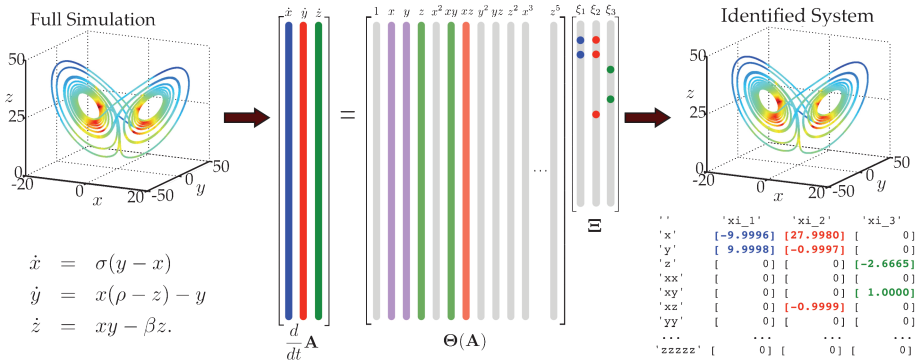 Full Simulation
50
z
25
0
-20
0
x
20
-50
y
50
ẋ = σ(y − x)
ẏ = x(ρ − z) − y
ż = xy − βz.
ẋ ẏ ż
d/dt A
=
1 x y z x² xy xz y² yz z² x³ z⁵
...
Θ(A)
ξ₁ ξ₂ ξ₃
Ξ
Identified System
50
z
25
0
-20
0
x
20
-50
y
50
'' 'xi_1' 'xi_2' 'xi_3'
'x' [-9.9996] [27.9980] [ 0]
'y' [ 9.9998] [-0.9997] [ 0]
'z' [ 0] [ 0] [-2.6665]
'xx' [ 0] [ 0] [ 0]
'xy' [ 0] [ 0] [ 1.0000]
'xz' [ 0] [-0.9999] [ 0]
'yy' [ 0] [ 0] [ 0]
... ... ... ...
'zzzzz' [ 0] [ 0] [ 0]